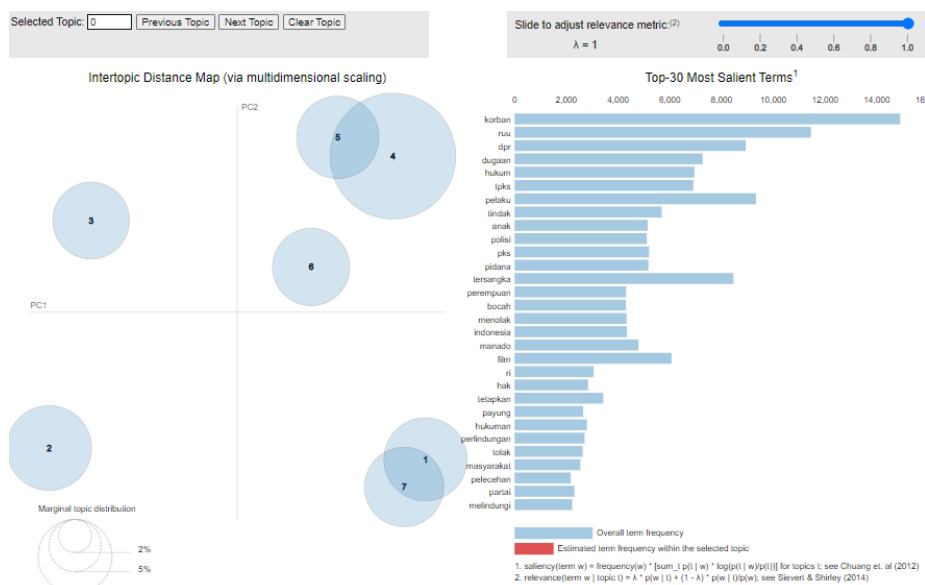 Selected Topic: 0 Previous Topic Next Topic Clear Topic
Slide to adjust relevance metric:(2)
λ = 1
0.0 0.2 0.4 0.6 0.8 1.0
Intertopic Distance Map (via multidimensional scaling)
PC2
PC1
5
4
3
6
2
1
7
Marginal topic distribution
2%
5%
Top-30 Most Salient Terms1
0 2,000 4,000 6,000 8,000 10,000 12,000 14,000 16
korban
ruu
dpr
dugaan
hukum
tpks
pelaku
tindak
anak
polisi
pks
pidana
tersangka
perempuan
bocah
menolak
indonesia
manado
film
ri
hak
tetapkan
payung
hukuman
perlindungan
tolak
masyarakat
pelecehan
partai
melindungi
Overall term frequency
Estimated term frequency within the selected topic
1. saliency(term w) = frequency(w) * [sum_t p(t | w) * log(p(t | w)/p(t))] for topics t; see Chuang et. al (2012)
2. relevance(term w | topic t) = λ * p(w | t) + (1 - λ) * p(w | t)/p(w); see Sievert & Shirley (2014)